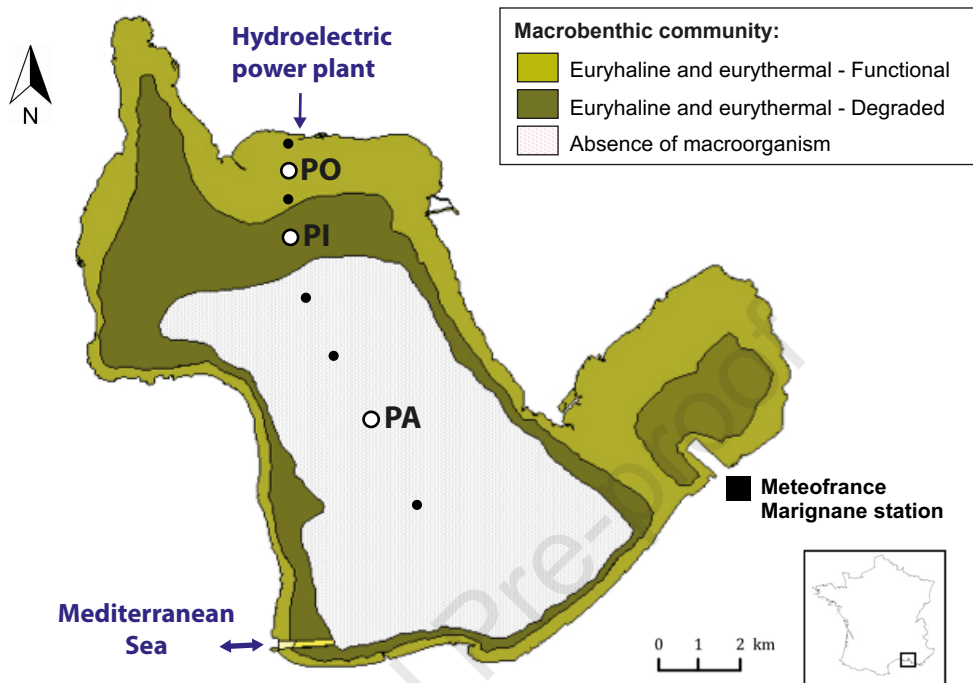 Hydroelectric
power plant
N
Macrobenthic community:
Euryhaline and eurythermal - Functional
Euryhaline and eurythermal - Degraded
Absence of macroorganism
PO
PI
PA
Meteofrance
Marignane station
Mediterranean
Sea
0 1 2 km
Pre-proof